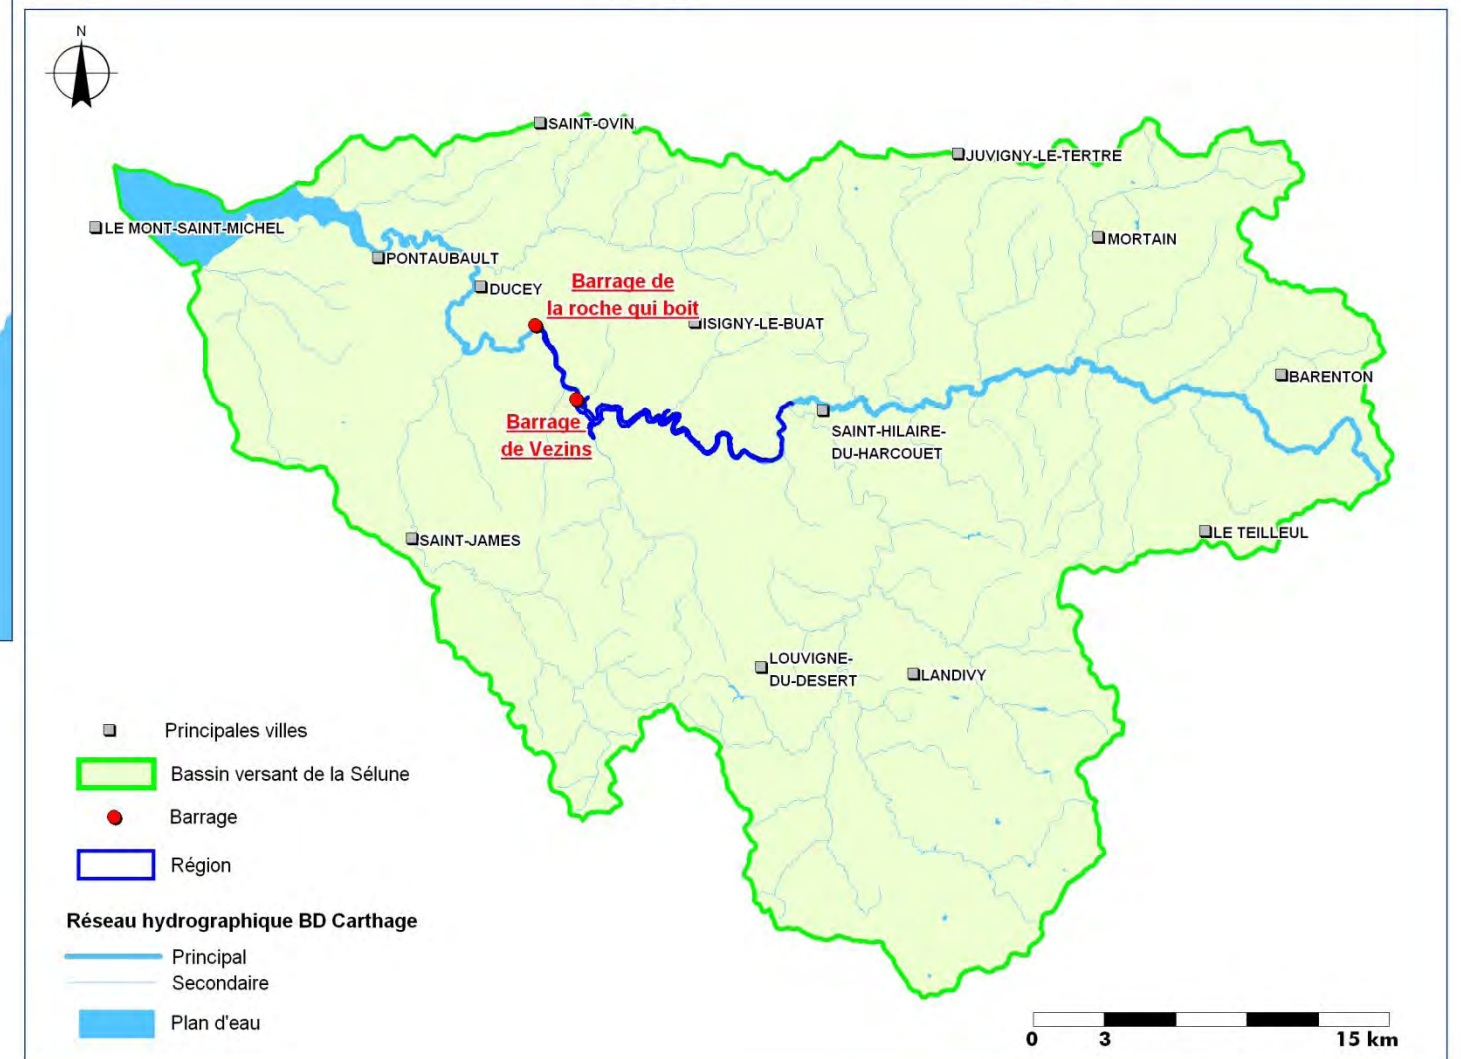 N
SAINT-OVIN
JUVIGNY-LE-TERTRE
LE MONT-SAINT-MICHEL
MORTAIN
PONTAUBAULT
DUCEY
Barrage de
la roche qui boit
ISIGNY-LE-BUAT
BARENTON
Barrage
de Vezins
SAINT-HILAIRE-
DU-HARCOUET
SAINT-JAMES
LE TEILLEUL
LOUVIGNE-
DU-DESERT
LANDIVY
Principales villes
Bassin versant de la Sélune
Barrage
Région
Réseau hydrographique BD Carthage
Principal
Secondaire
Plan d'eau
0 3 15 km